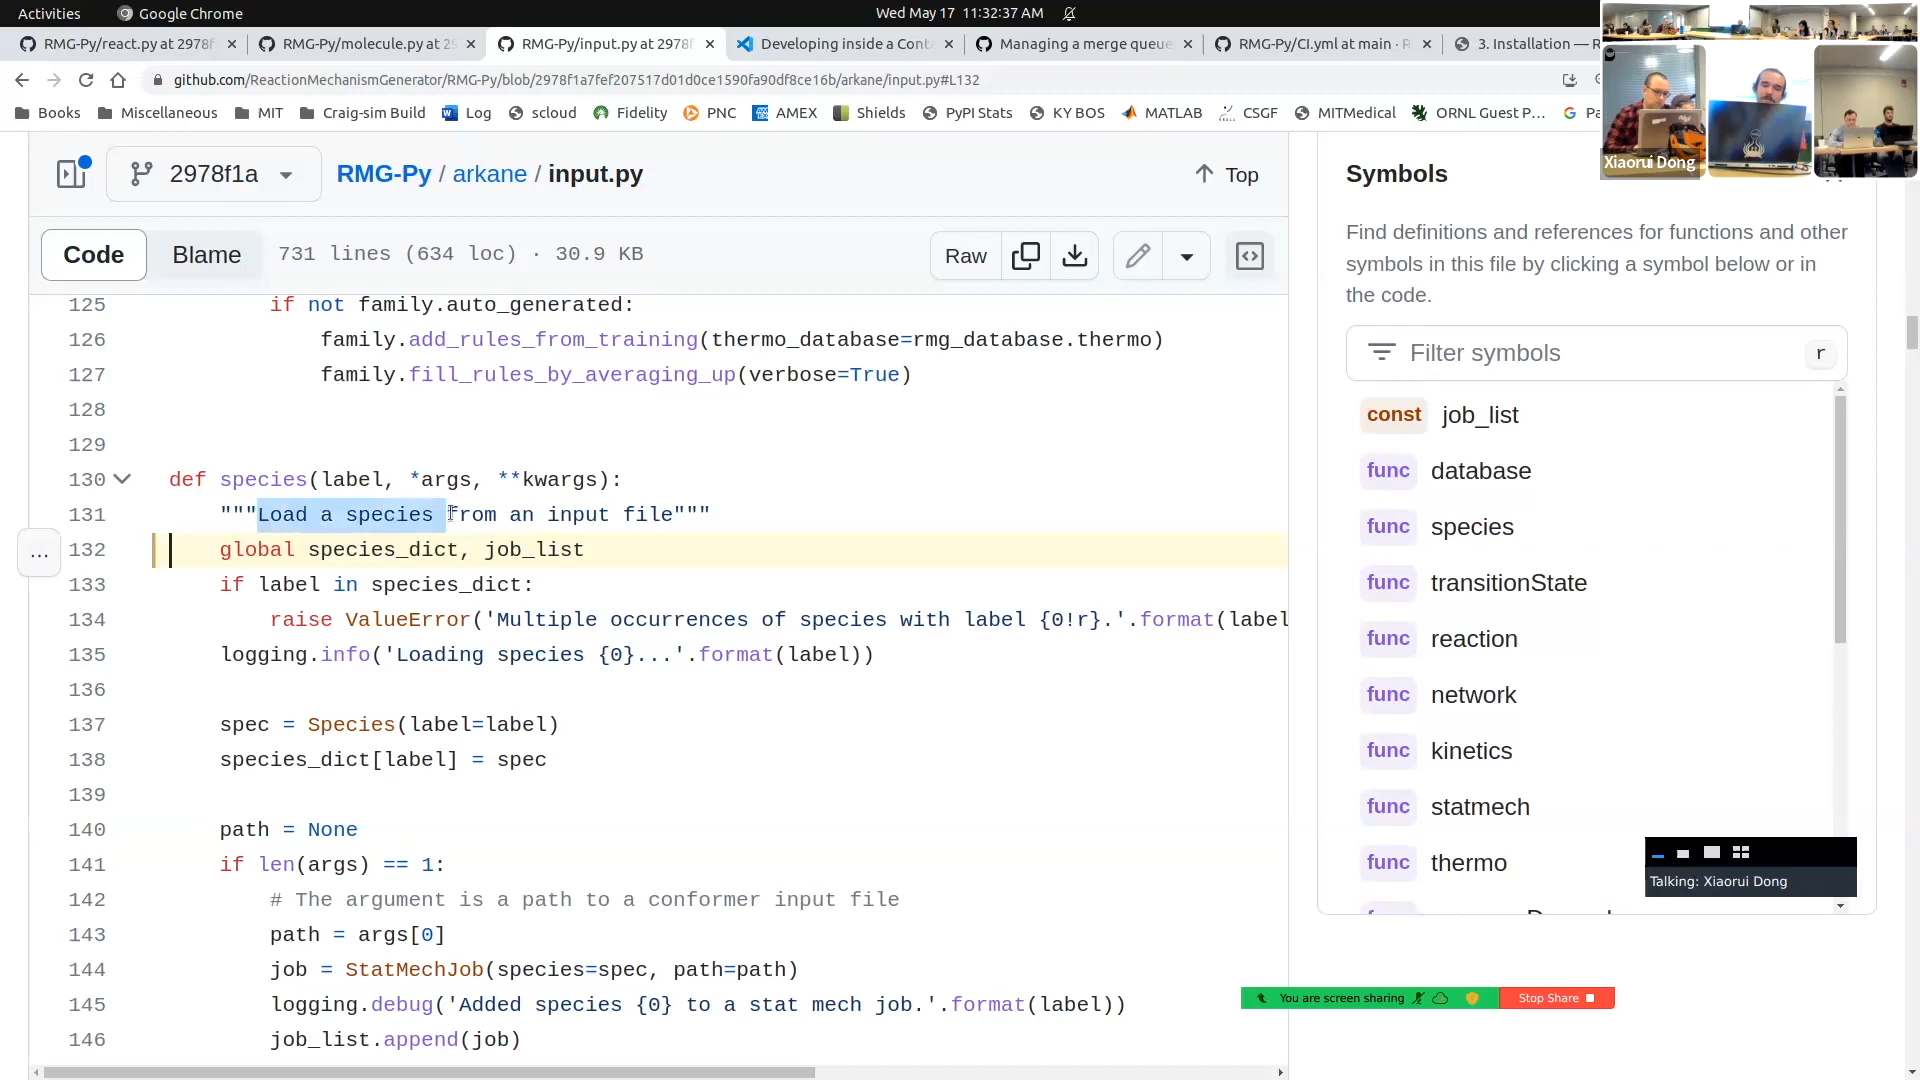 Activities
Google Chrome
Wed May 17 11:32:37 AM
RMG-Py/react.py at 2978f
RMG-Py/molecule.py at 29
RMG-Py/input.py at 2978f
Developing inside a Cont
Managing a merge queue
RMG-Py/CI.yml at main · R
3. Installation — R
github.com/ReactionMechanismGenerator/RMG-Py/blob/2978f1a7fef207517d01d0ce1590fa90df8ce16b/arkane/input.py#L132
Books
Miscellaneous
MIT
Craig-sim Build
Log
scloud
Fidelity
PNC
AMEX
Shields
PyPI Stats
KY BOS
MATLAB
CSGF
MITMedical
ORNL Guest P...
Pa
Xiaorui Dong
2978f1a
RMG-Py / arkane / input.py
Top
Code
Blame
731 lines (634 loc) · 30.9 KB
Raw
125 if not family.auto_generated:
126 family.add_rules_from_training(thermo_database=rmg_database.thermo)
127 family.fill_rules_by_averaging_up(verbose=True)
128
129
130 def species(label, *args, **kwargs):
131 """Load a species from an input file"""
132 global species_dict, job_list
133 if label in species_dict:
134 raise ValueError('Multiple occurrences of species with label {0!r}.'.format(label
135 logging.info('Loading species {0}...'.format(label))
136
137 spec = Species(label=label)
138 species_dict[label] = spec
139
140 path = None
141 if len(args) == 1:
142 # The argument is a path to a conformer input file
143 path = args[0]
144 job = StatMechJob(species=spec, path=path)
145 logging.debug('Added species {0} to a stat mech job.'.format(label))
146 job_list.append(job)
Symbols
Find definitions and references for functions and other
symbols in this file by clicking a symbol below or in
the code.
Filter symbols
r
const job_list
func database
func species
func transitionState
func reaction
func network
func kinetics
func statmech
func thermo
Talking: Xiaorui Dong
You are screen sharing
Stop Share